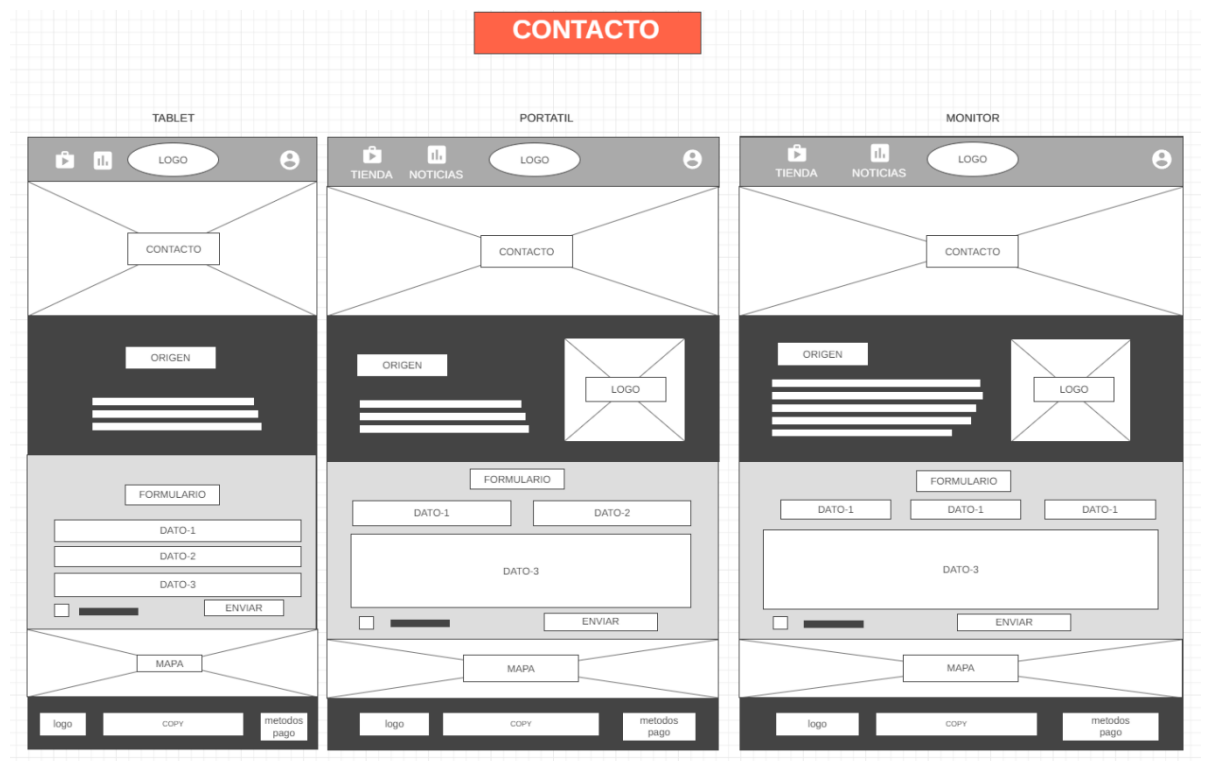 CONTACTO
TABLET
LOGO
CONTACTO
ORIGEN
FORMULARIO
DATO-1
DATO-2
DATO-3
ENVIAR
MAPA
logo
COPY
metodos
pago
PORTATIL
TIENDA
NOTICIAS
LOGO
CONTACTO
ORIGEN
LOGO
FORMULARIO
DATO-1
DATO-2
DATO-3
ENVIAR
MAPA
logo
COPY
metodos
pago
MONITOR
TIENDA
NOTICIAS
LOGO
CONTACTO
ORIGEN
LOGO
FORMULARIO
DATO-1
DATO-1
DATO-1
DATO-3
ENVIAR
MAPA
logo
COPY
metodos
pago